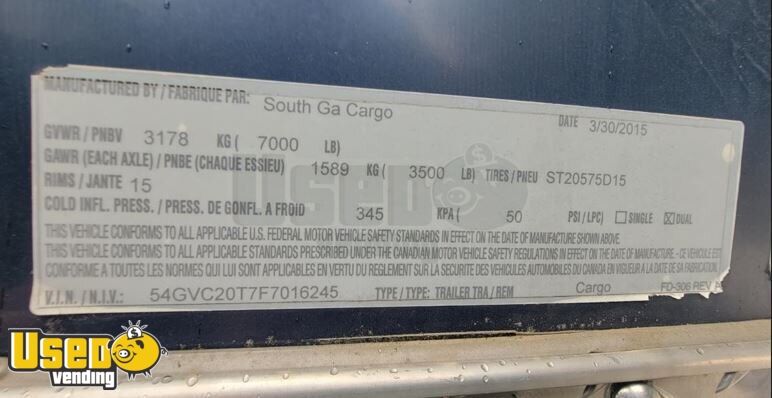 MANUFACTURED BY / FABRIQUE PAR: South Ga Cargo DATE 3/30/2015
GVWR / PNBV 3178 KG ( 7000 LB)
GAWR (EACH AXLE) / PNBE (CHAQUE ESSIEU) 1589 KG ( 3500 LB) TIRES / PNEU ST20575D15
RIMS / JANTE 15
COLD INFL. PRESS. / PRESS. DE GONFL. A FROID 345 KPA ( 50 PSI / LPC) SINGLE DUAL
THIS VEHICLE CONFORMS TO ALL APPLICABLE U.S. FEDERAL MOTOR VEHICLE SAFETY STANDARDS IN EFFECT ON THE DATE OF MANUFACTURE SHOWN ABOVE.
THIS VEHICLE CONFORMS TO ALL APPLICABLE STANDARDS PRESCRIBED UNDER THE CANADIAN MOTOR VEHICLE SAFETY REGULATIONS IN EFFECT ON THE DATE OF MANUFACTURE. - CE VEHICULE EST
CONFORME A TOUTES LES NORMES QUI LUI SONT APPLICABLES EN VERTU DU REGLEMENT SUR LA SECURITE DES VEHICULES AUTOMOBILES DU CANADA EN VIGUEUR A LA DATE DE SA FABRICATION.
V.I.N. / N.I.V.: 54GVC20T7F7016245 TYPE / TYPE: TRAILER TRA / REM Cargo FD-306 REV
USED
USED
vending